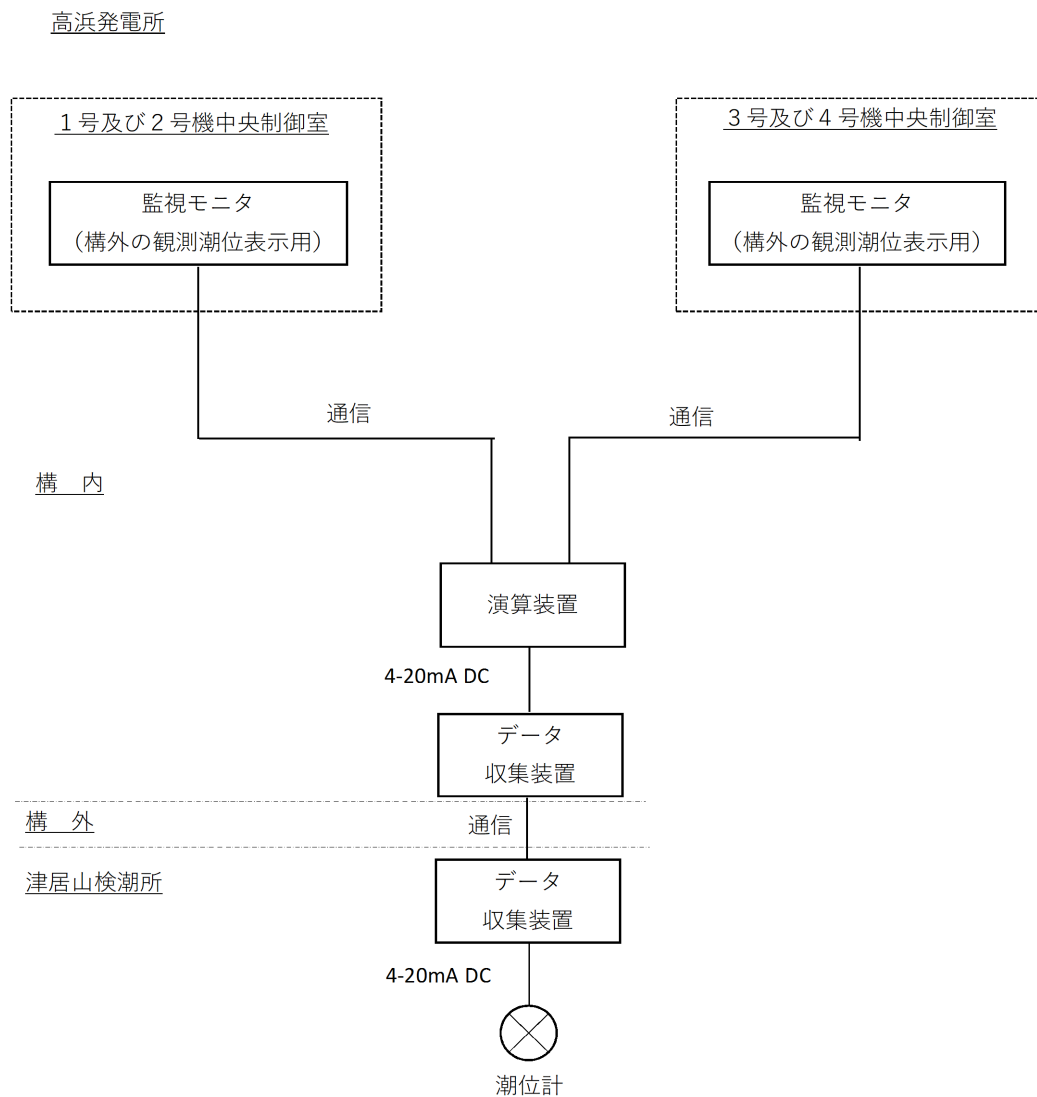 高浜発電所
1号及び2号機中央制御室
3号及び4号機中央制御室
監視モニタ
(構外の観測潮位表示用)
監視モニタ
(構外の観測潮位表示用)
通信
通信
構　内
演算装置
4-20mA DC
データ
収集装置
構　外
通信
津居山検潮所
データ
収集装置
4-20mA DC
潮位計